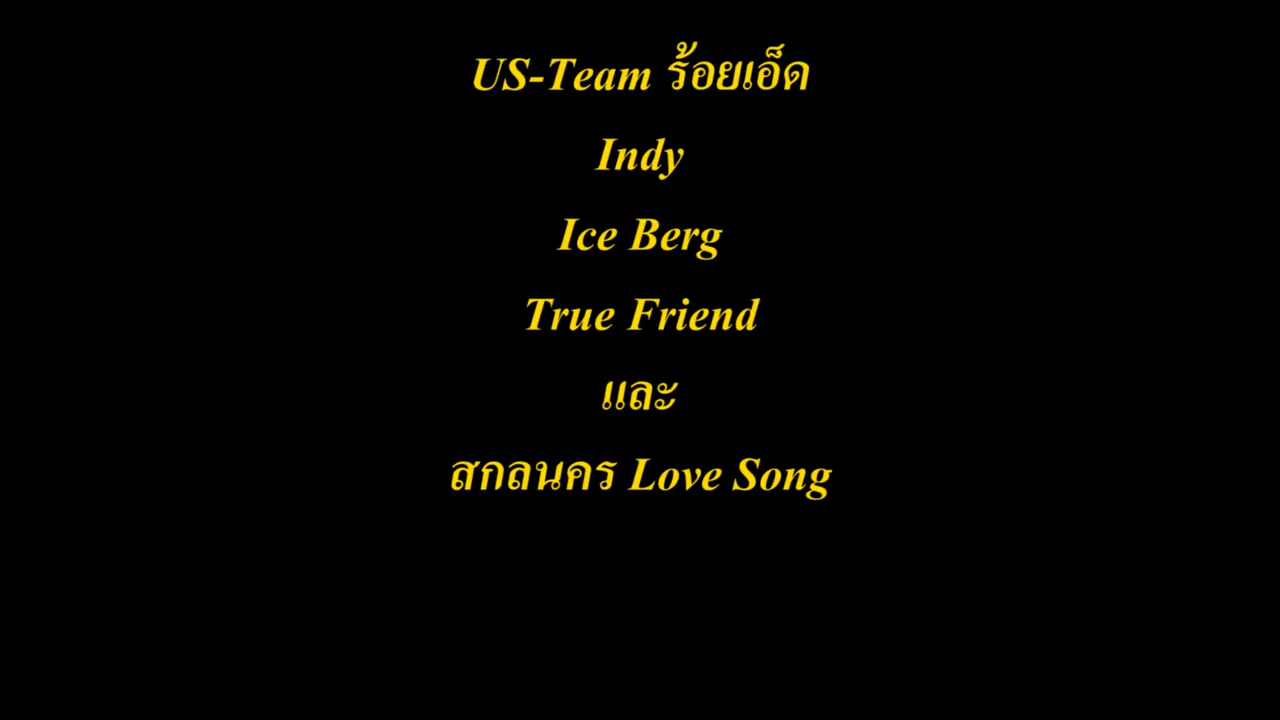 US-Team ร้อยเอ็ด
Indy
Ice Berg
True Friend
และ
สกลนคร Love Song